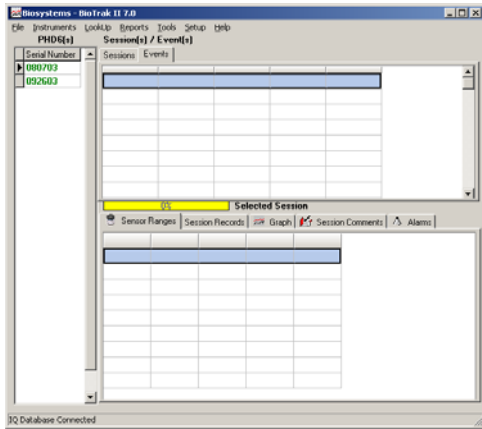 Biosystems - BioTrak II 7.0
File Instruments LookUp Reports Tools Setup Help
PHD6(s) Session(s) / Event(s)
Serial Number Sessions Events
080703
092603
0% Selected Session
Sensor Ranges Session Records Graph Session Comments Alarms
IQ Database Connected